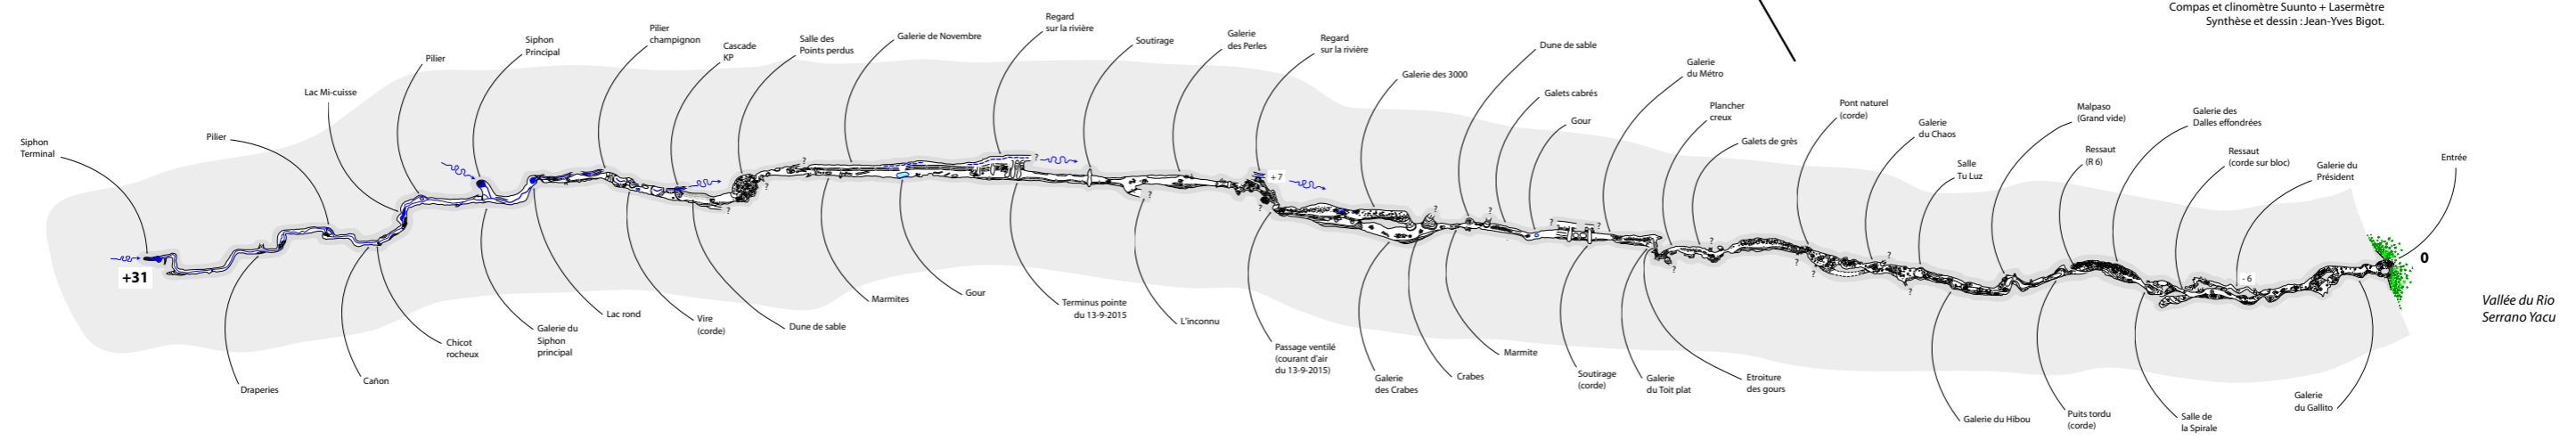 Compas et clinomètre Suunto + Lasermètre
Synthèse et dessin : Jean-Yves Bigot.
Siphon
Terminal
Pilier
Lac Mi-cuisse
Pilier
Siphon
Principal
Pilier
champignon
Cascade
KP
Salle des
Points perdus
Galerie de Novembre
Regard
sur la rivière
Soutirage
Galerie
des Perles
Regard
sur la rivière
Galerie des 3000
Dune de sable
Galets cabrés
Gour
Galerie
du Métro
Plancher
creux
Galets de grès
Pont naturel
(corde)
Galerie
du Chaos
Salle
Tu Luz
Malpaso
(Grand vide)
Ressaut
(R 6)
Galerie des
Dalles effondrées
Ressaut
(corde sur bloc)
Galerie du
Président
Entrée
+31
?
?
?
?
?
+ 7
?
?
?
?
?
?
?
?
?
?
?
?
- 6
0
Vallée du Rio
Serrano Yacu
Draperies
Cañon
Chicot
rocheux
Galerie du
Siphon
principal
Lac rond
Vire
(corde)
Dune de sable
Marmites
Gour
Terminus pointe
du 13-9-2015
L'inconnu
Passage ventilé
(courant d'air
du 13-9-2015)
Galerie
des Crabes
Crabes
Marmite
Soutirage
(corde)
Galerie
du Toit plat
Etroiture
des gours
Galerie du Hibou
Puits tordu
(corde)
Salle de
la Spirale
Galerie
du Gallito